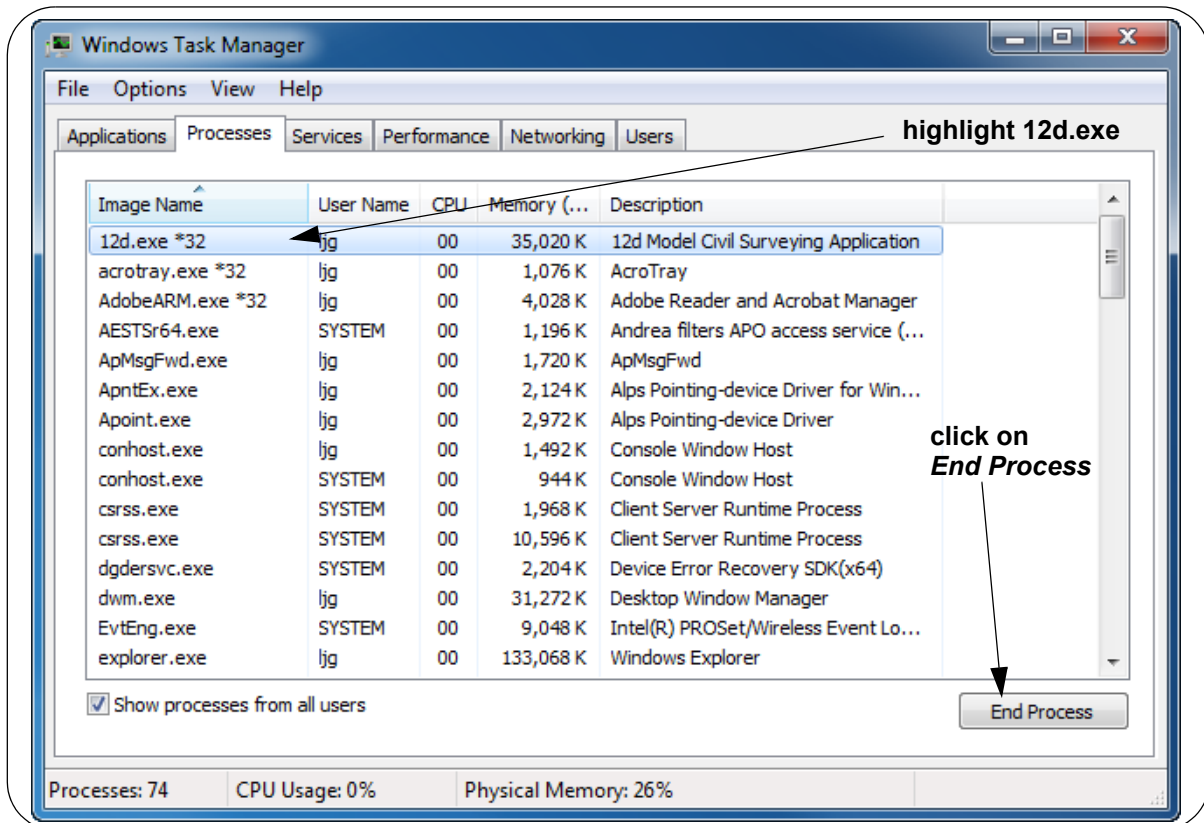 Windows Task Manager
File Options View Help
Applications Processes Services Performance Networking Users
highlight 12d.exe
Image Name User Name CPU Memory (... Description
12d.exe *32 ljg 00 35,020 K 12d Model Civil Surveying Application
acrotray.exe *32 ljg 00 1,076 K AcroTray
AdobeARM.exe *32 ljg 00 4,028 K Adobe Reader and Acrobat Manager
AESTSr64.exe SYSTEM 00 1,196 K Andrea filters APO access service (...
ApMsgFwd.exe ljg 00 1,720 K ApMsgFwd
ApntEx.exe ljg 00 2,124 K Alps Pointing-device Driver for Win...
Apoint.exe ljg 00 2,972 K Alps Pointing-device Driver
conhost.exe ljg 00 1,492 K Console Window Host
conhost.exe SYSTEM 00 944 K Console Window Host
csrss.exe SYSTEM 00 1,968 K Client Server Runtime Process
csrss.exe SYSTEM 00 10,596 K Client Server Runtime Process
dgdersvc.exe SYSTEM 00 2,204 K Device Error Recovery SDK(x64)
dwm.exe ljg 00 31,272 K Desktop Window Manager
EvtEng.exe SYSTEM 00 9,048 K Intel(R) PROSet/Wireless Event Lo...
explorer.exe ljg 00 133,068 K Windows Explorer
click on
End Process
Show processes from all users
End Process
Processes: 74 CPU Usage: 0% Physical Memory: 26%